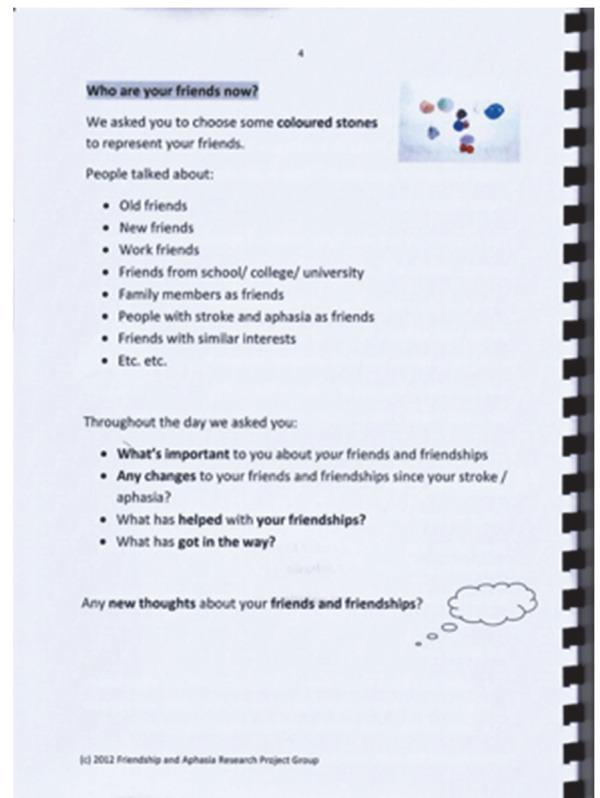 4
Who are your friends now?
We asked you to choose some coloured stones
to represent your friends.
People talked about:
• Old friends
• New friends
• Work friends
• Friends from school/ college/ university
• Family members as friends
• People with stroke and aphasia as friends
• Friends with similar interests
• Etc. etc.
Throughout the day we asked you:
• What's important to you about your friends and friendships
• Any changes to your friends and friendships since your stroke /
aphasia?
• What has helped with your friendships?
• What has got in the way?
Any new thoughts about your friends and friendships?
(c) 2012 Friendship and Aphasia Research Project Group